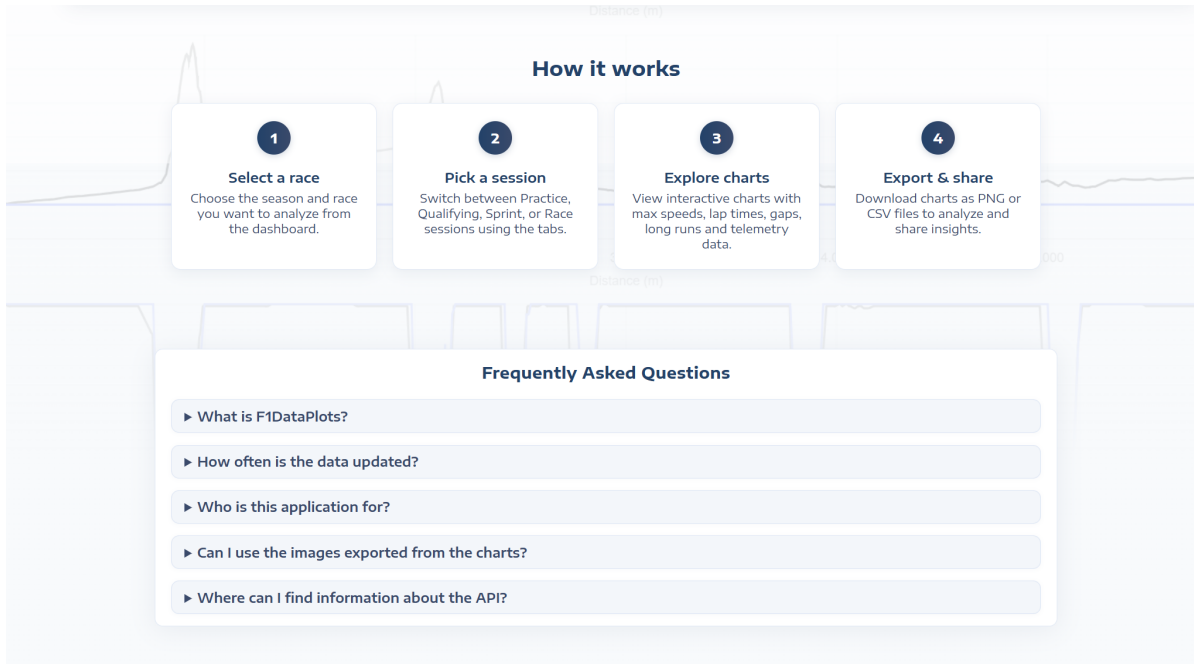 Distance (m)
How it works
1
Select a race
Choose the season and race
you want to analyze from
the dashboard.
2
Pick a session
Switch between Practice,
Qualifying, Sprint, or Race
sessions using the tabs.
3
Explore charts
View interactive charts with
max speeds, lap times, gaps,
long runs and telemetry
data.
4
Export & share
Download charts as PNG or
CSV files to analyze and
share insights.
000
Distance (m)
Frequently Asked Questions
What is F1DataPlots?
How often is the data updated?
Who is this application for?
Can I use the images exported from the charts?
Where can I find information about the API?